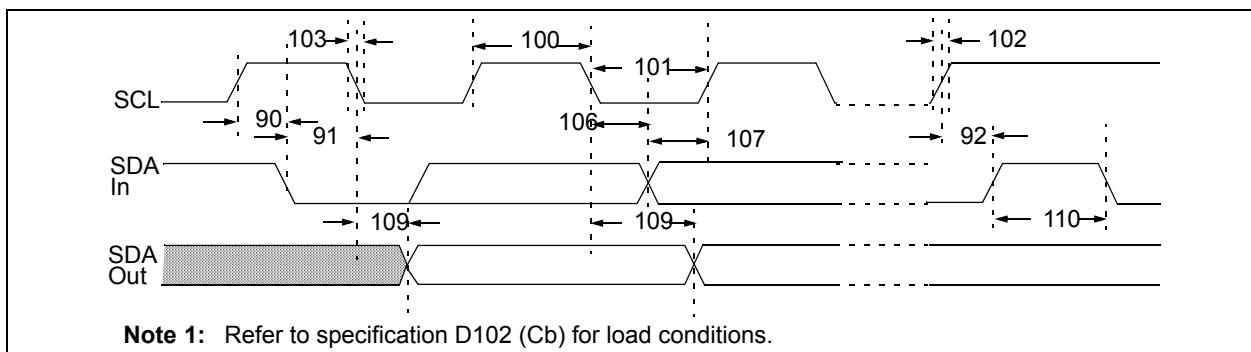 103
100
102
101
SCL
90
106
91
107
92
SDA
In
109
109
110
SDA
Out
Note 1: Refer to specification D102 (Cb) for load conditions.